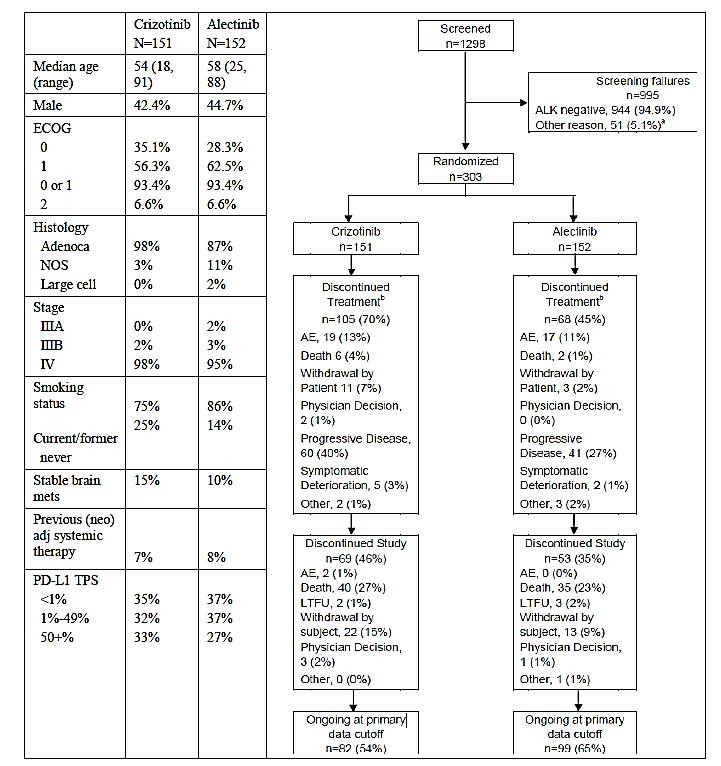 Crizotinib Alectinib
N=151 N=152
Median age 54 (18, 58 (25,
(range) 91) 88)
Male 42.4% 44.7%
ECOG
0 35.1% 28.3%
1 56.3% 62.5%
0 or 1 93.4% 93.4%
2 6.6% 6.6%
Histology
Adenoca 98% 87%
NOS 3% 11%
Large cell 0% 2%
Stage
IIIA 0% 2%
IIIB 2% 3%
IV 98% 95%
Smoking
status 75% 86%
25% 14%
Current/former
never
Stable brain 15% 10%
mets
Previous (neo)
adj systemic
therapy 7% 8%
PD-L1 TPS
<1% 35% 37%
1%-49% 32% 37%
50+% 33% 27%
Screened
n=1298
Screening failures
n=995
ALK negative, 944 (94.9%)
Other reason, 51 (5.1%)a
Randomized
n=303
Crizotinib
n=151
Alectinib
n=152
Discontinued
Treatmentb
n=105 (70%)
AE, 19 (13%)
Death 6 (4%)
Withdrawal by
Patient 11 (7%)
Physician Decision,
2 (1%)
Progressive Disease,
60 (40%)
Symptomatic
Deterioration, 5 (3%)
Other, 2 (1%)
Discontinued
Treatmentb
n=68 (45%)
AE, 17 (11%)
Death, 2 (1%)
Withdrawal by
Patient, 3 (2%)
Physician Decision,
0 (0%)
Progressive
Disease, 41 (27%)
Symptomatic
Deterioration, 2 (1%)
Other, 3 (2%)
Discontinued Study
n=69 (46%)
AE, 2 (1%)
Death, 40 (27%)
LTFU, 2 (1%)
Withdrawal by
subject, 22 (15%)
Physician Decision,
3 (2%)
Other, 0 (0%)
Discontinued Study
n=53 (35%)
AE, 0 (0%)
Death, 35 (23%)
LTFU, 3 (2%)
Withdrawal by
subject, 13 (9%)
Physician Decision,
1 (1%)
Other, 1 (1%)
Ongoing at primary
data cutoff
n=82 (54%)
Ongoing at primary
data cutoff
n=99 (65%)